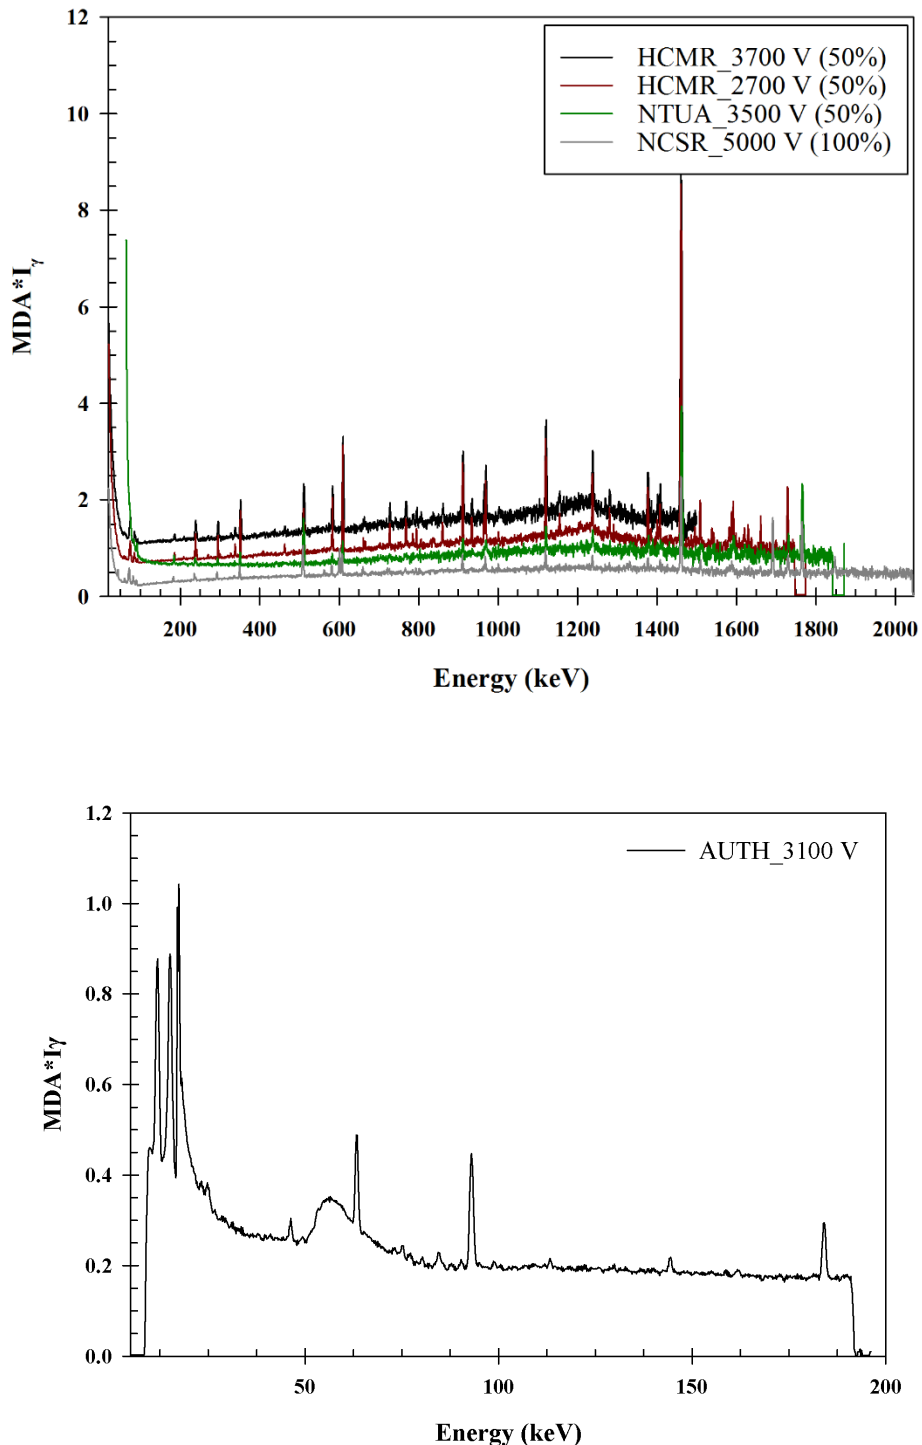 12
10
8
6
4
2
0
MDA*Iγ
HCMR_3700 V (50%)
HCMR_2700 V (50%)
NTUA_3500 V (50%)
NCSR_5000 V (100%)
200 400 600 800 1000 1200 1400 1600 1800 2000
Energy (keV)
1.2
1.0
0.8
0.6
0.4
0.2
0.0
MDA*Iγ
AUTH_3100 V
50 100 150 200
Energy (keV)